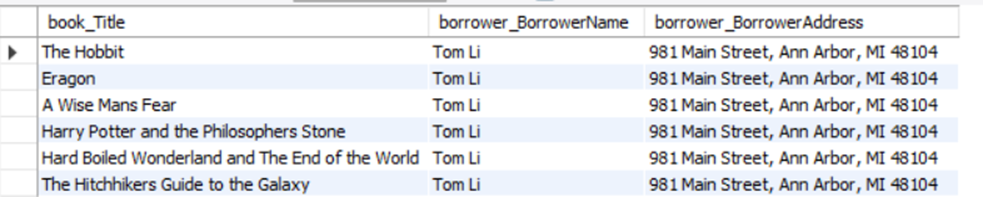 book_Title borrower_BorrowerName borrower_BorrowerAddress
The Hobbit Tom Li 981 Main Street, Ann Arbor, MI 48104
Eragon Tom Li 981 Main Street, Ann Arbor, MI 48104
A Wise Mans Fear Tom Li 981 Main Street, Ann Arbor, MI 48104
Harry Potter and the Philosophers Stone Tom Li 981 Main Street, Ann Arbor, MI 48104
Hard Boiled Wonderland and The End of the World Tom Li 981 Main Street, Ann Arbor, MI 48104
The Hitchhikers Guide to the Galaxy Tom Li 981 Main Street, Ann Arbor, MI 48104